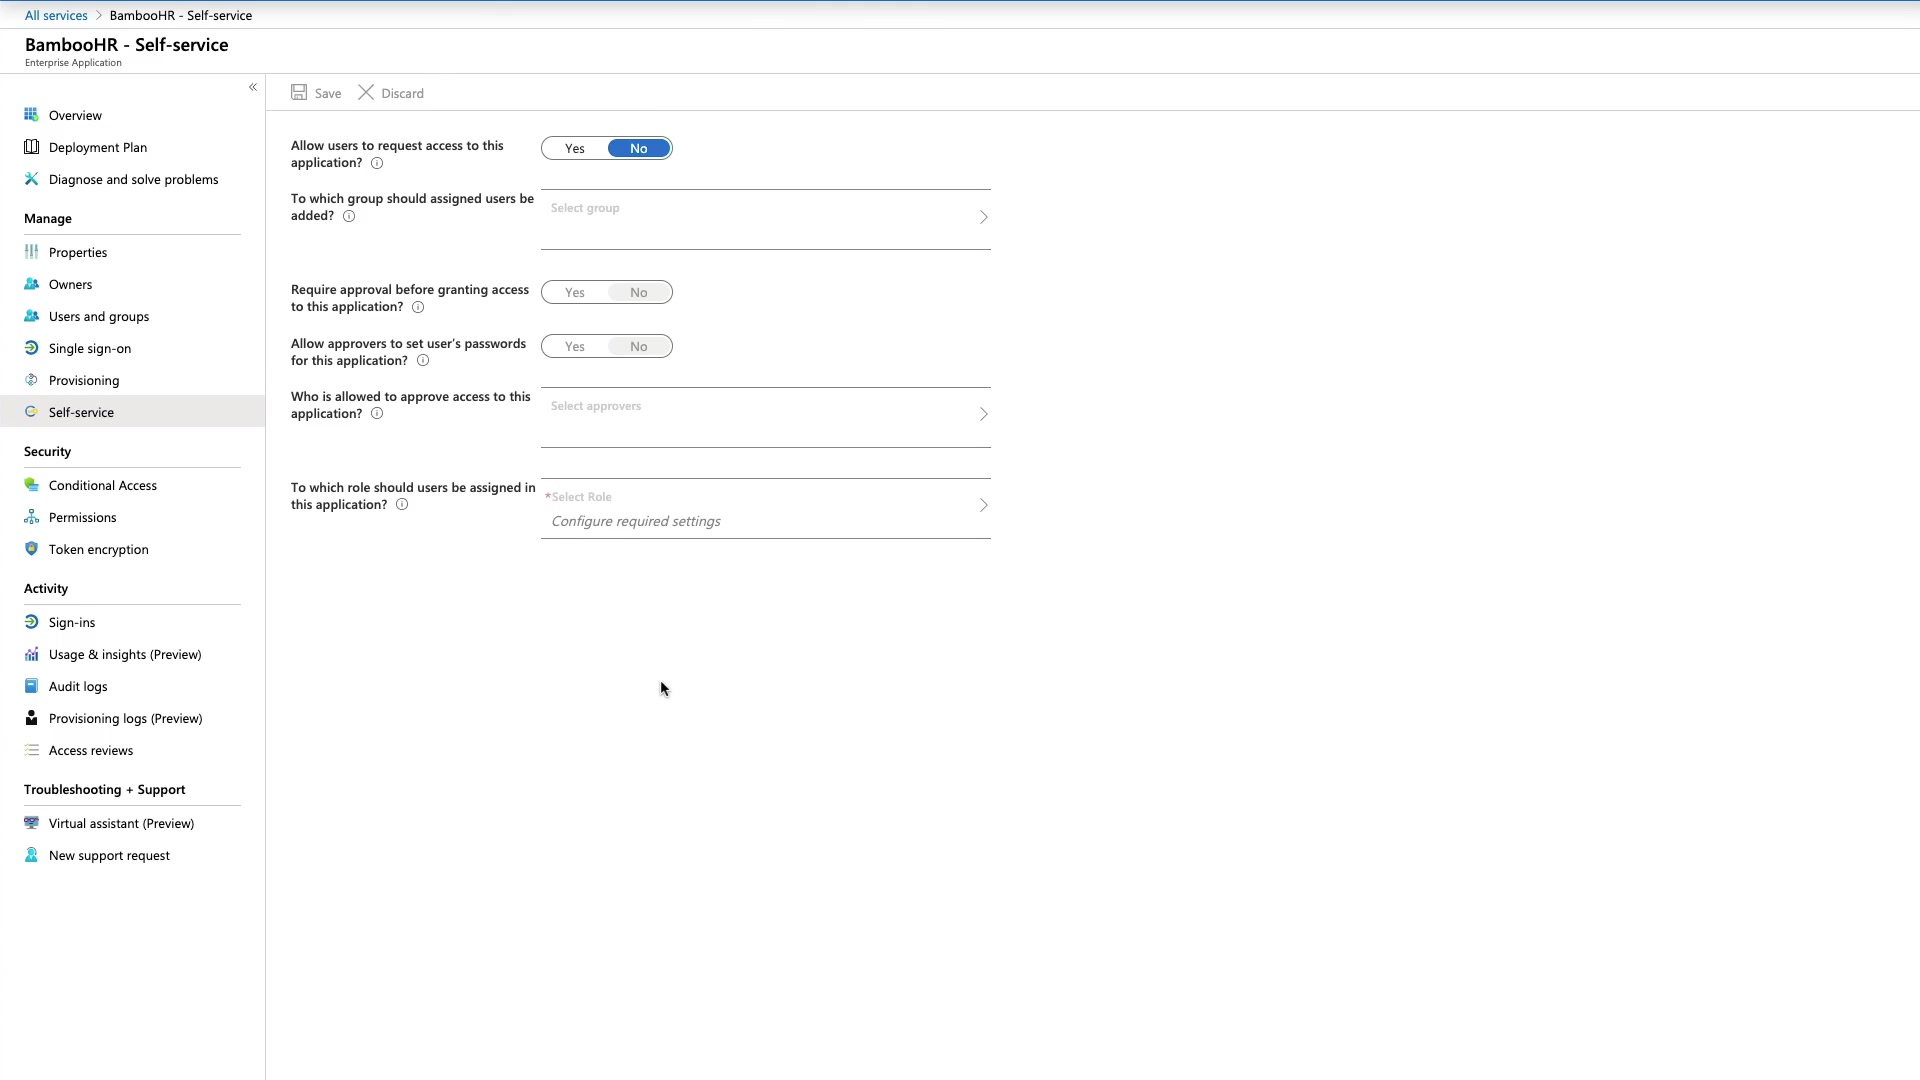 All services > BambooHR - Self-service
BambooHR - Self-service
Enterprise Application
«
Overview
Deployment Plan
Diagnose and solve problems
Manage
Properties
Owners
Users and groups
Single sign-on
Provisioning
Self-service
Security
Conditional Access
Permissions
Token encryption
Activity
Sign-ins
Usage & insights (Preview)
Audit logs
Provisioning logs (Preview)
Access reviews
Troubleshooting + Support
Virtual assistant (Preview)
New support request
Save Discard
Allow users to request access to this
application?
Yes No
To which group should assigned users be
added?
Select group
Require approval before granting access
to this application?
Yes No
Allow approvers to set user's passwords
for this application?
Yes No
Who is allowed to approve access to this
application?
Select approvers
To which role should users be assigned in
this application?
*Select Role
Configure required settings